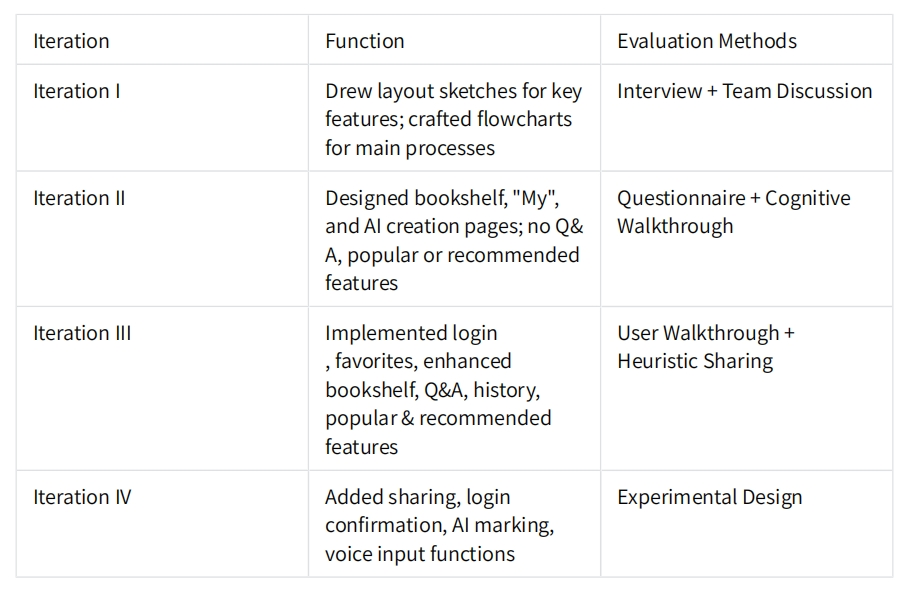 Iteration
Function
Evaluation Methods
Iteration I
Drew layout sketches for key
features; crafted flowcharts
for main processes
Interview + Team Discussion
Iteration II
Designed bookshelf, "My",
and AI creation pages; no Q&
A, popular or recommended
features
Questionnaire + Cognitive
Walkthrough
Iteration III
Implemented login
, favorites, enhanced
bookshelf, Q&A, history,
popular & recommended
features
User Walkthrough +
Heuristic Sharing
Iteration IV
Added sharing, login
confirmation, AI marking,
voice input functions
Experimental Design